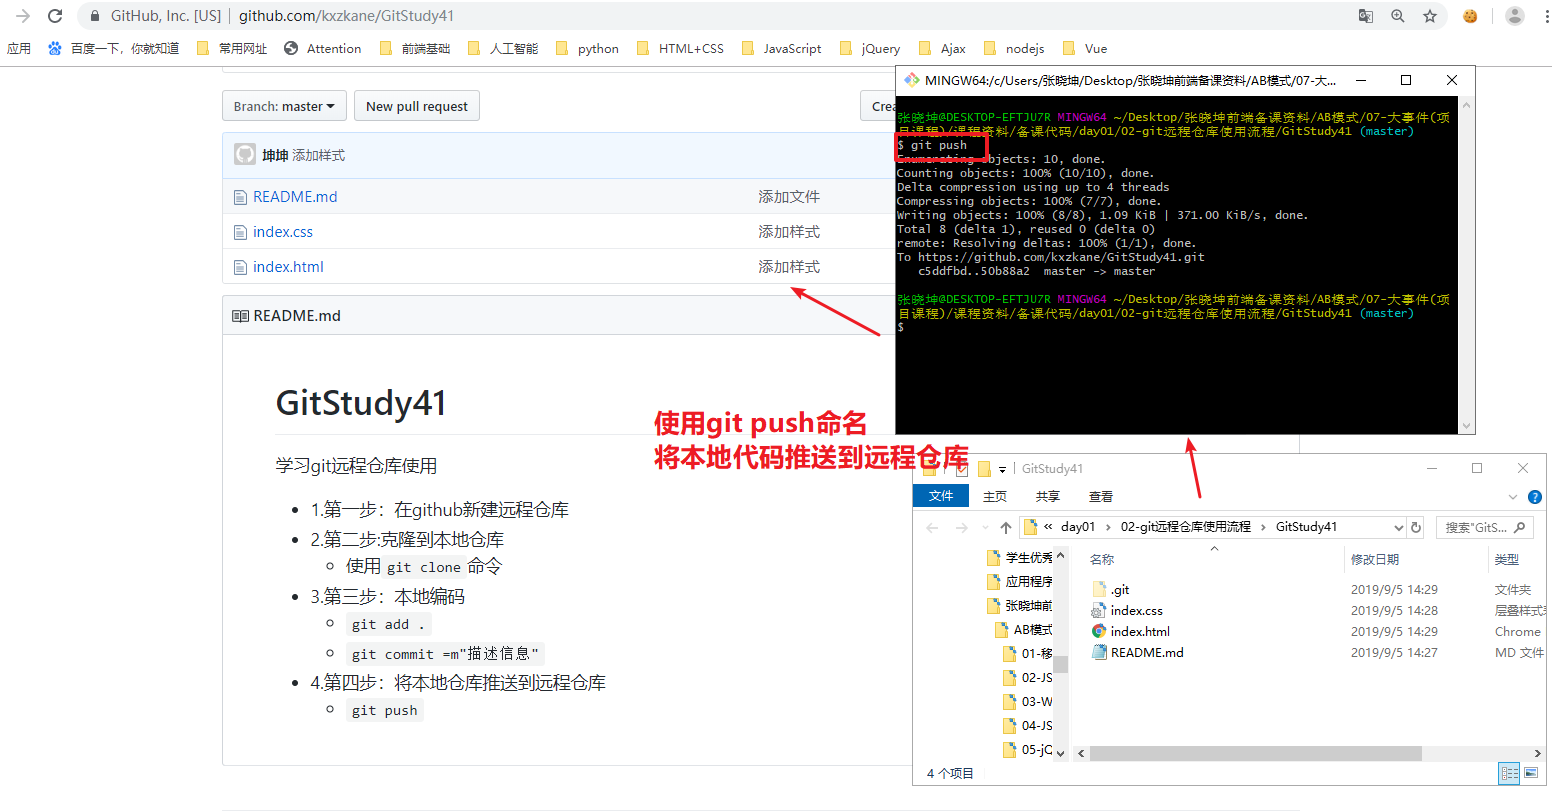 GitHub, Inc. [US] | github.com/kxzkane/GitStudy41
应用 百度一下，你就知道 常用网址 Attention 前端基础 人工智能 python HTML+CSS JavaScript jQuery Ajax nodejs Vue
Branch: master New pull request Crea
坤坤 添加样式
README.md 添加文件
index.css 添加样式
index.html 添加样式
README.md
GitStudy41
学习git远程仓库使用
1.第一步：在github新建远程仓库
2.第二步:克隆到本地仓库
使用 git clone 命令
3.第三步：本地编码
git add .
git commit =m"描述信息"
4.第四步：将本地仓库推送到远程仓库
git push
使用git push命名
将本地代码推送到远程仓库
MINGW64:/c/Users/张晓坤/Desktop/张晓坤前端备课资料/AB模式/07-大...
张晓坤@DESKTOP-EFTJU7R MINGW64 ~/Desktop/张晓坤前端备课资料/AB模式/07-大事件(项
目课程)/课程资料/备课代码/day01/02-git远程仓库使用流程/GitStudy41 (master)
$ git push
Enumerating objects: 10, done.
Counting objects: 100% (10/10), done.
Delta compression using up to 4 threads
Compressing objects: 100% (7/7), done.
Writing objects: 100% (8/8), 1.09 KiB | 371.00 KiB/s, done.
Total 8 (delta 1), reused 0 (delta 0)
remote: Resolving deltas: 100% (1/1), done.
To https://github.com/kxzkane/GitStudy41.git
c5ddfbd..50b88a2 master -> master
张晓坤@DESKTOP-EFTJU7R MINGW64 ~/Desktop/张晓坤前端备课资料/AB模式/07-大事件(项
目课程)/课程资料/备课代码/day01/02-git远程仓库使用流程/GitStudy41 (master)
$
GitStudy41
文件 主页 共享 查看
« day01 › 02-git远程仓库使用流程 › GitStudy41 搜索"GitS...
学生优秀
应用程序
张晓坤前
AB模式
01-移
02-JS
03-W
04-JS
05-jQ
名称 修改日期 类型
.git 2019/9/5 14:29 文件夹
index.css 2019/9/5 14:28 层叠样式表
index.html 2019/9/5 14:29 Chrome
README.md 2019/9/5 14:27 MD 文件
4 个项目